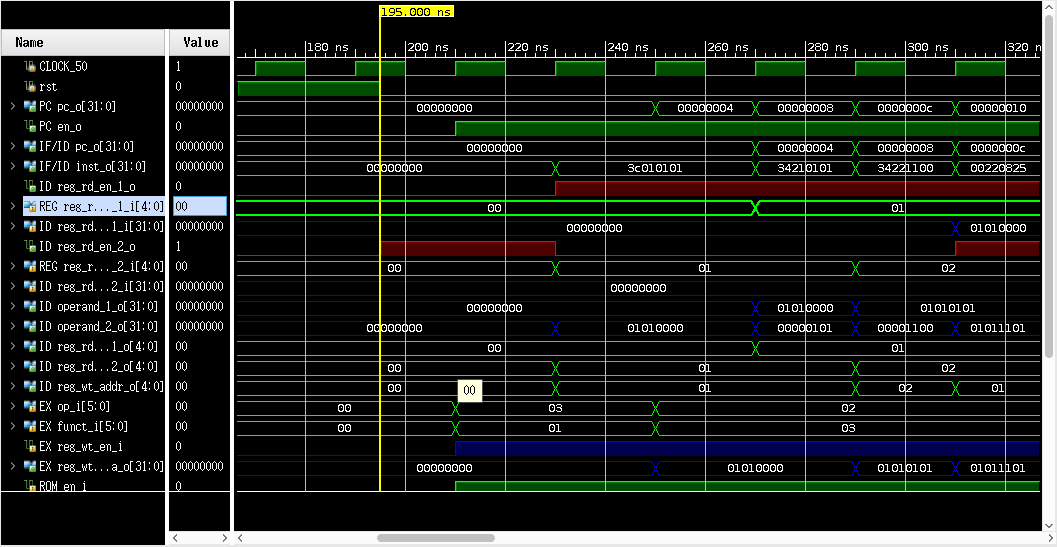 195.000 ns
Name Value 180 ns 200 ns 220 ns 240 ns 260 ns 280 ns 300 ns 320 n
CLOCK_50 1
rst 0
PC pc_o[31:0] 00000000 00000000 00000004 00000008 0000000c 00000010
PC en_o 0
IF/ID pc_o[31:0] 00000000 00000000 00000004 00000008 0000000c
IF/ID inst_o[31:0] 00000000 00000000 3c010101 34210101 34221100 00220825
ID reg_rd_en_1_o 0
REG reg_r..._1_i[4:0] 00 00 01
ID reg_rd...1_i[31:0] 00000000 00000000 01010000
ID reg_rd_en_2_o 1
REG reg_r..._2_i[4:0] 00 00 01 02
ID reg_rd...2_i[31:0] 00000000 00000000
ID operand_1_o[31:0] 00000000 00000000 01010000 01010101
ID operand_2_o[31:0] 00000000 00000000 01010000 00000101 00001100 01011101
ID reg_rd...1_o[4:0] 00 00 01
ID reg_rd...2_o[4:0] 00 00 01 02
ID reg_wt_addr_o[4:0] 00 00 00 01 02 01
EX op_i[5:0] 00 00 03 02
EX funct_i[5:0] 00 00 01 03
EX reg_wt_en_i 0
EX reg_wt...a_o[31:0] 00000000 00000000 01010000 01010101 01011101
ROM en_i 0